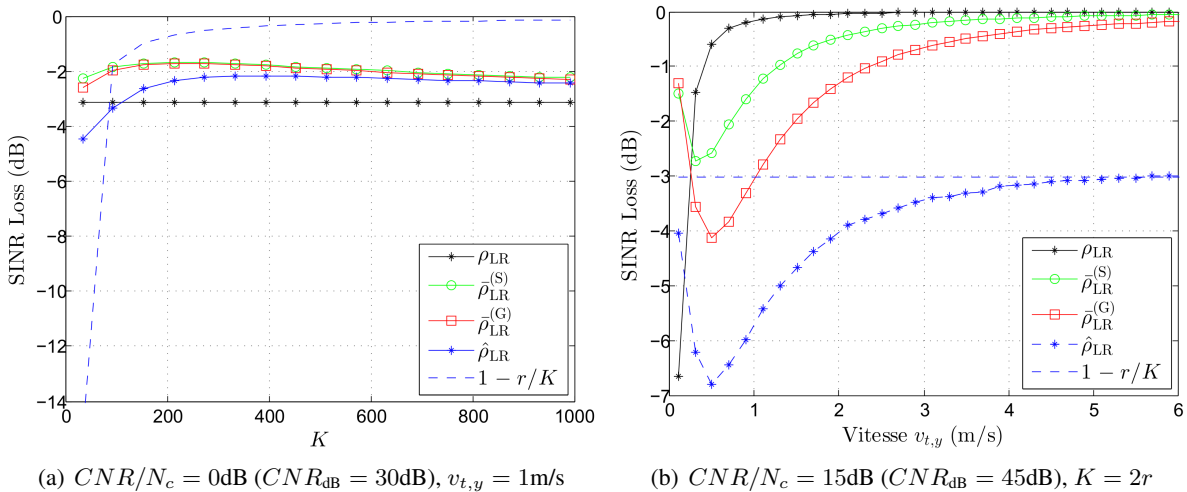 SINR Loss (dB)
0
−2
−4
−6
−8
−10
−12
−14
0 200 400 600 800 1000
K
ρ_LR
ρ̄_LR^(S)
ρ̄_LR^(G)
ρ̂_LR
1 − r/K
(a) CNR/N_c = 0dB (CNR_dB = 30dB), v_{t,y} = 1m/s
SINR Loss (dB)
0
−1
−2
−3
−4
−5
−6
−7
0 1 2 3 4 5 6
Vitesse v_{t,y} (m/s)
ρ_LR
ρ̄_LR^(S)
ρ̄_LR^(G)
ρ̂_LR
1 − r/K
(b) CNR/N_c = 15dB (CNR_dB = 45dB), K = 2r